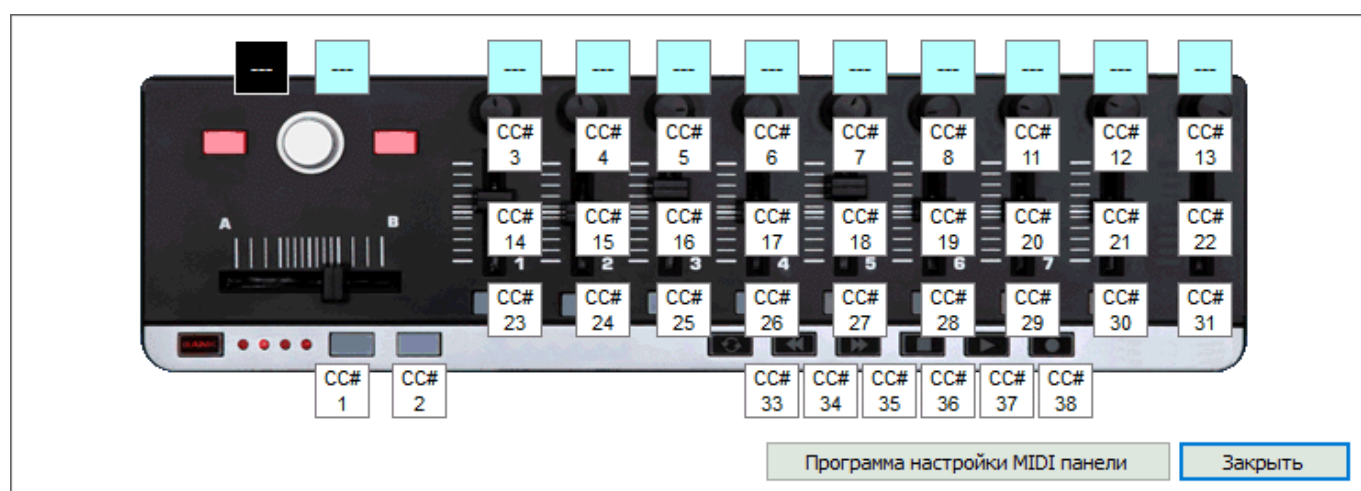 --- --- --- --- --- --- --- --- --- --- ---
CC# CC# CC# CC# CC# CC# CC# CC# CC#
3 4 5 6 7 8 11 12 13
A B
CC# CC# CC# CC# CC# CC# CC# CC# CC#
14 15 16 17 18 19 20 21 22
1 2 3 4 5 6 7
CC# CC# CC# CC# CC# CC# CC# CC# CC#
23 24 25 26 27 28 29 30 31
BANK
CC# CC# CC# CC# CC# CC# CC# CC#
1 2 33 34 35 36 37 38
Программа настройки MIDI панели Закрыть